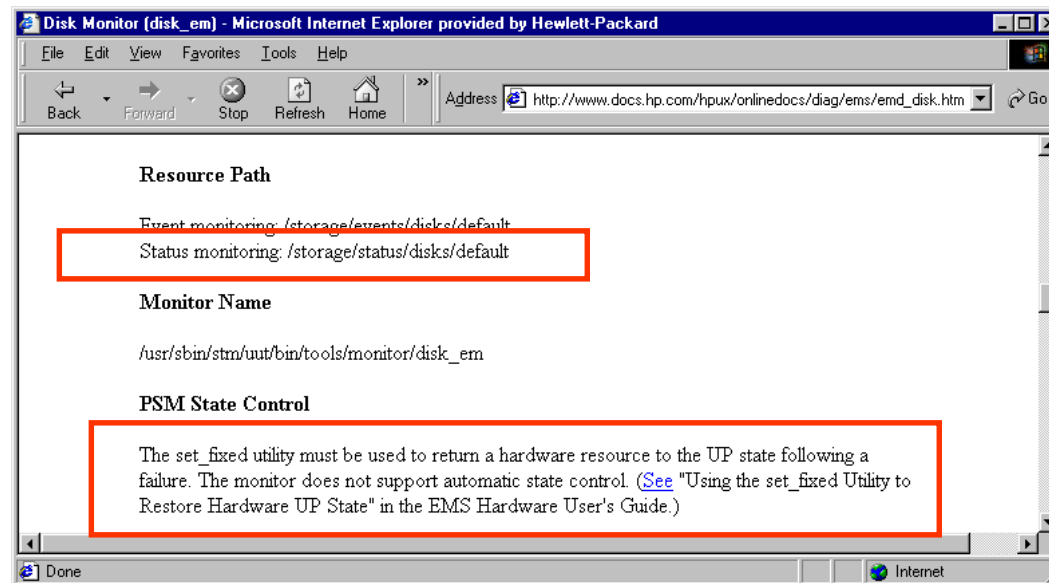 Disk Monitor (disk_em) - Microsoft Internet Explorer provided by Hewlett-Packard
File Edit View Favorites Tools Help
Back Forward Stop Refresh Home » Address http://www.docs.hp.com/hpux/onlinedocs/diag/ems/emd_disk.htm Go
Resource Path
Event monitoring: /storage/events/disks/default
Status monitoring: /storage/status/disks/default
Monitor Name
/usr/sbin/stm/uut/bin/tools/monitor/disk_em
PSM State Control
The set_fixed utility must be used to return a hardware resource to the UP state following a
failure. The monitor does not support automatic state control. (See "Using the set_fixed Utility to
Restore Hardware UP State" in the EMS Hardware User's Guide.)
Done Internet